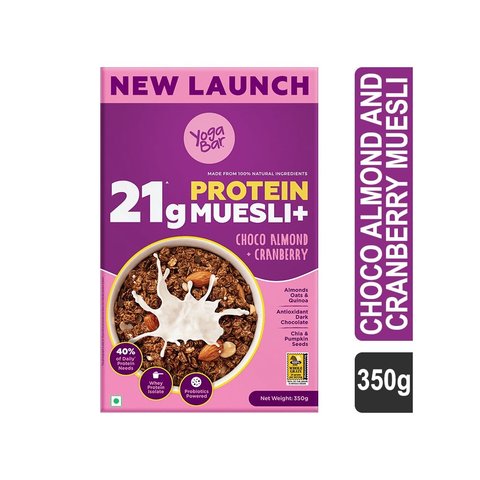 NEW LAUNCH
Yoga
Bar
MADE FROM 100% NATURAL INGREDIENTS
21g PROTEIN
MUESLI+
CHOCO ALMOND
+ CRANBERRY
Almonds
Oats &
Quinoa
Antioxidant
Dark
Chocolate
Chia &
Pumpkin
Seeds
40%
of Daily
Protein
Needs
Whey
Protein
Isolate
Probiotics
Powered
WHOLE
GRAIN
Net Weight: 350g
CHOCO ALMOND AND
CRANBERRY MUESLI
350g